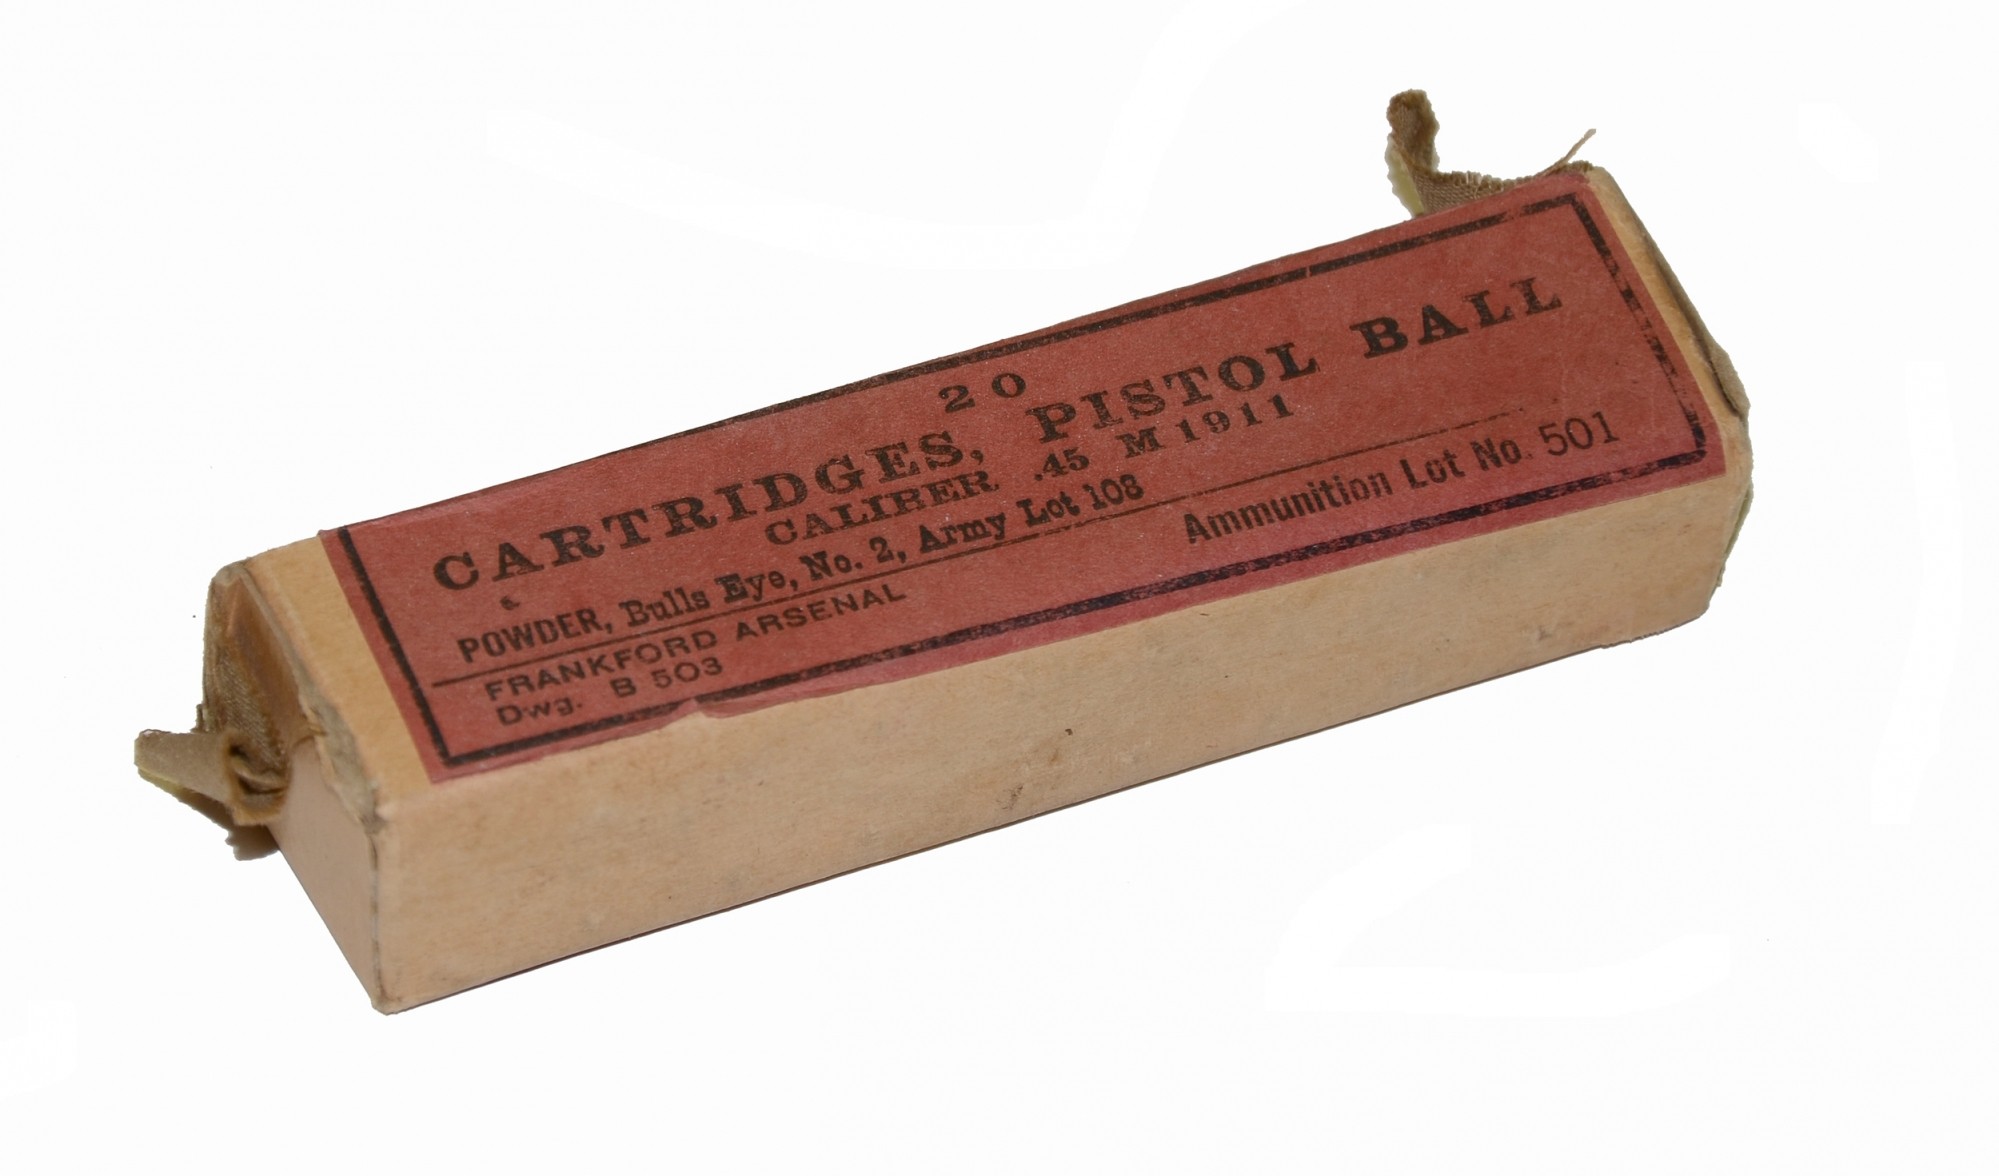 20
CARTRIDGES, PISTOL BALL
CALIBER .45 M 1911
POWDER, Bulls Eye, No. 2, Army Lot 108
FRANKFORD ARSENAL Ammunition Lot No. 501
Dwg. B 503